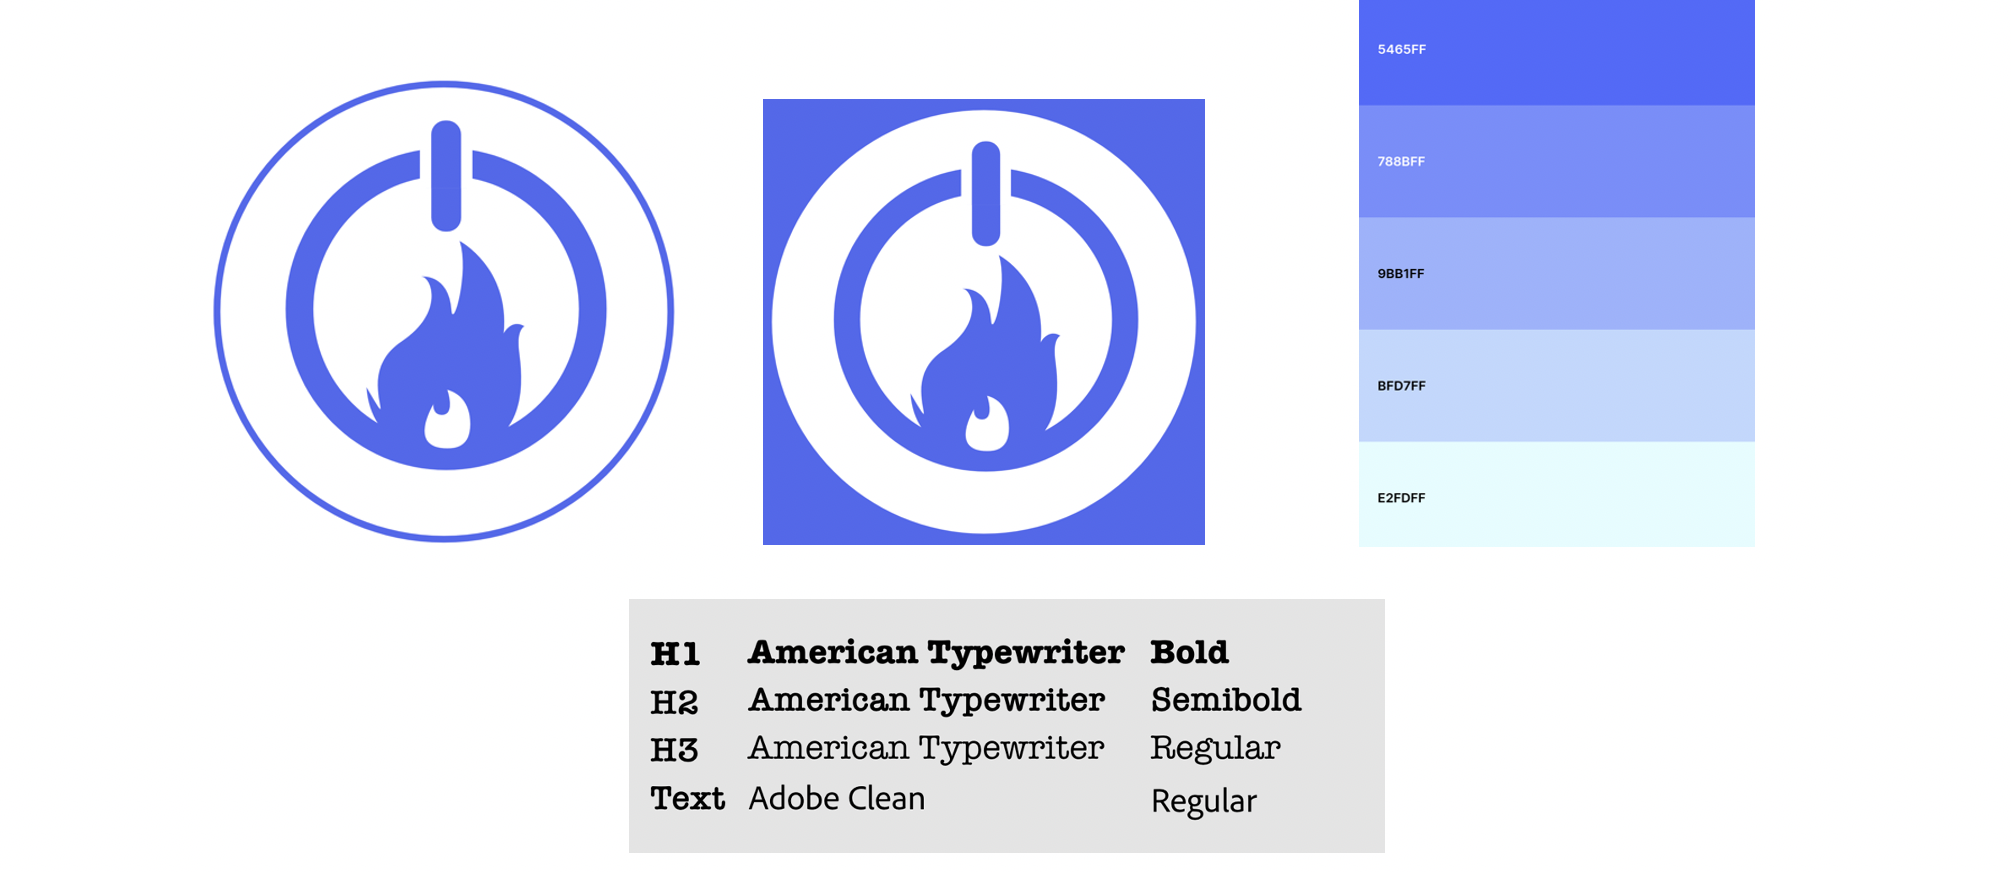 5465FF
788BFF
9BB1FF
BFD7FF
E2FDFF
H1 American Typewriter Bold
H2 American Typewriter Semibold
H3 American Typewriter Regular
Text Adobe Clean Regular